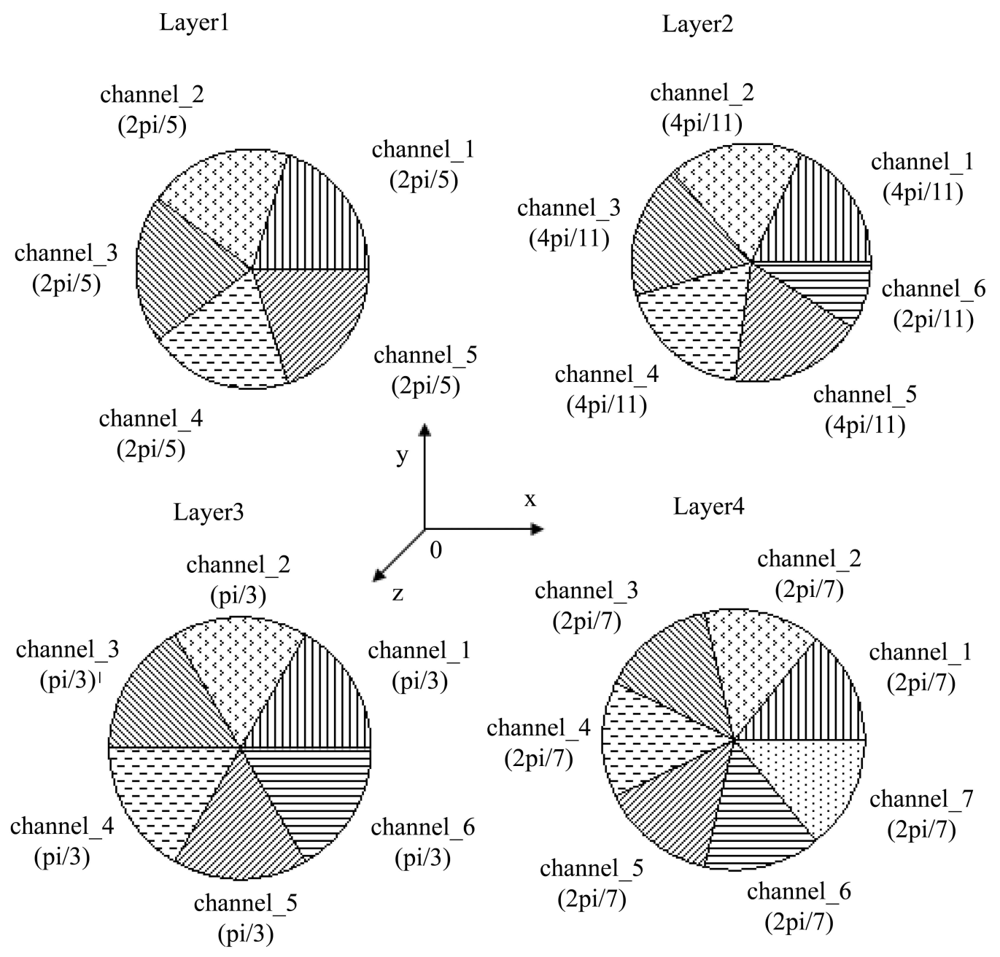 Layer1
channel_2
(2pi/5)
channel_1
(2pi/5)
channel_3
(2pi/5)
channel_5
(2pi/5)
channel_4
(2pi/5)
Layer2
channel_2
(4pi/11)
channel_1
(4pi/11)
channel_3
(4pi/11)
channel_6
(2pi/11)
channel_4
(4pi/11)
channel_5
(4pi/11)
y
x
0
z
Layer3
channel_2
(pi/3)
channel_3
(pi/3)
channel_1
(pi/3)
channel_4
(pi/3)
channel_6
(pi/3)
channel_5
(pi/3)
Layer4
channel_2
(2pi/7)
channel_3
(2pi/7)
channel_1
(2pi/7)
channel_4
(2pi/7)
channel_7
(2pi/7)
channel_5
(2pi/7)
channel_6
(2pi/7)